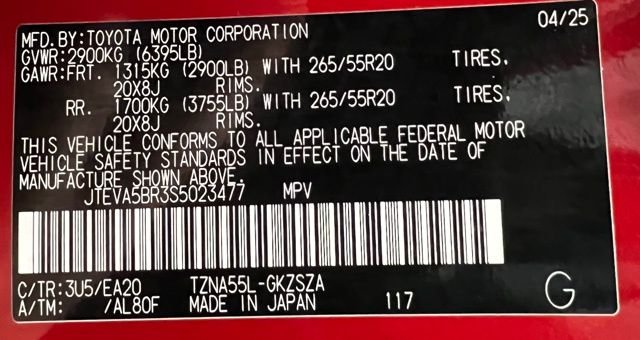 04/25
MFD. BY: TOYOTA MOTOR CORPORATION
GVWR: 2900KG (6395LB)
GAWR: FRT. 1315KG (2900LB) WITH 265/55R20 TIRES,
20X8J RIMS.
RR. 1700KG (3755LB) WITH 265/55R20 TIRES,
20X8J RIMS.
THIS VEHICLE CONFORMS TO ALL APPLICABLE FEDERAL MOTOR
VEHICLE SAFETY STANDARDS IN EFFECT ON THE DATE OF
MANUFACTURE SHOWN ABOVE.
JTEVA5BR3S5023477 MPV
C/TR: 3U5/EA20 TZNA55L-GKZSZA
A/TM: /AL80F MADE IN JAPAN 117 G